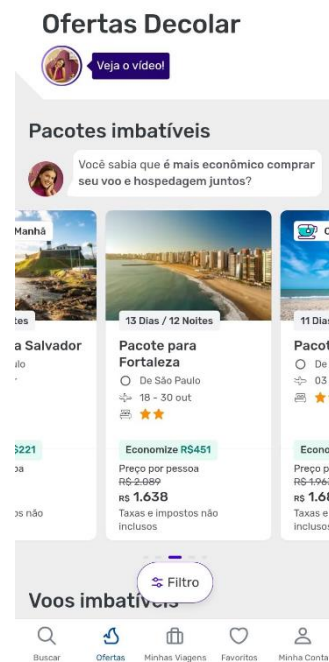 Ofertas Decolar
Veja o vídeo!
Pacotes imbatíveis
Você sabia que é mais econômico comprar
seu voo e hospedagem juntos?
Manhã
tes
a Salvador
ulo
$221
oa
os não
13 Dias / 12 Noites
Pacote para
Fortaleza
De São Paulo
18 - 30 out
Economize R$451
Preço por pessoa
R$ 2.089
R$ 1.638
Taxas e impostos não
inclusos
11 Dias
Pacot
De
03
Econo
Preço p
R$ 1.963
R$ 1.68
Taxas e
inclusos
Filtro
Voos imbatíveis
Buscar
Ofertas
Minhas Viagens
Favoritos
Minha Conta